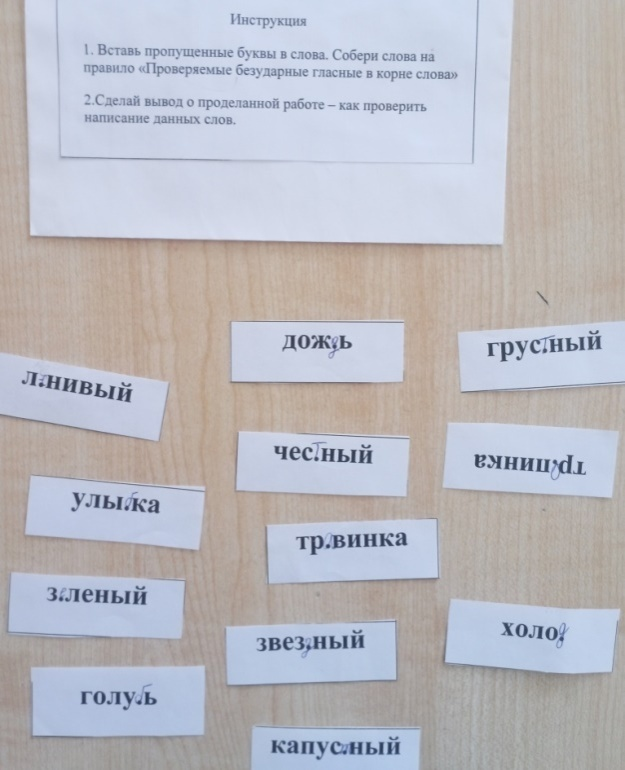 Инструкция
1. Вставь пропущенные буквы в слова. Собери слова на
правило «Проверяемые безударные гласные в корне слова»
2.Сделай вывод о проделанной работе – как проверить
написание данных слов.
дождь
грустный
ленивый
честный
тропинка
улыбка
травинка
зеленый
звездный
холод
голубь
капустный